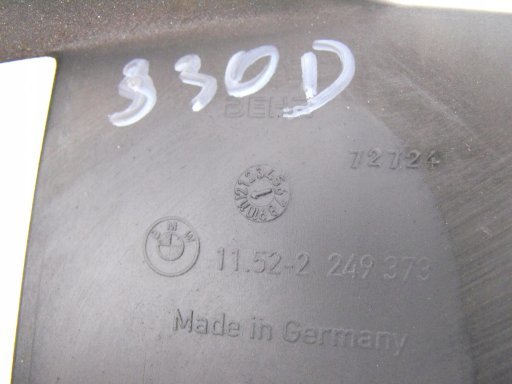 330D
BEHR
72724
BMW
11.52-2 249 373
Made in Germany